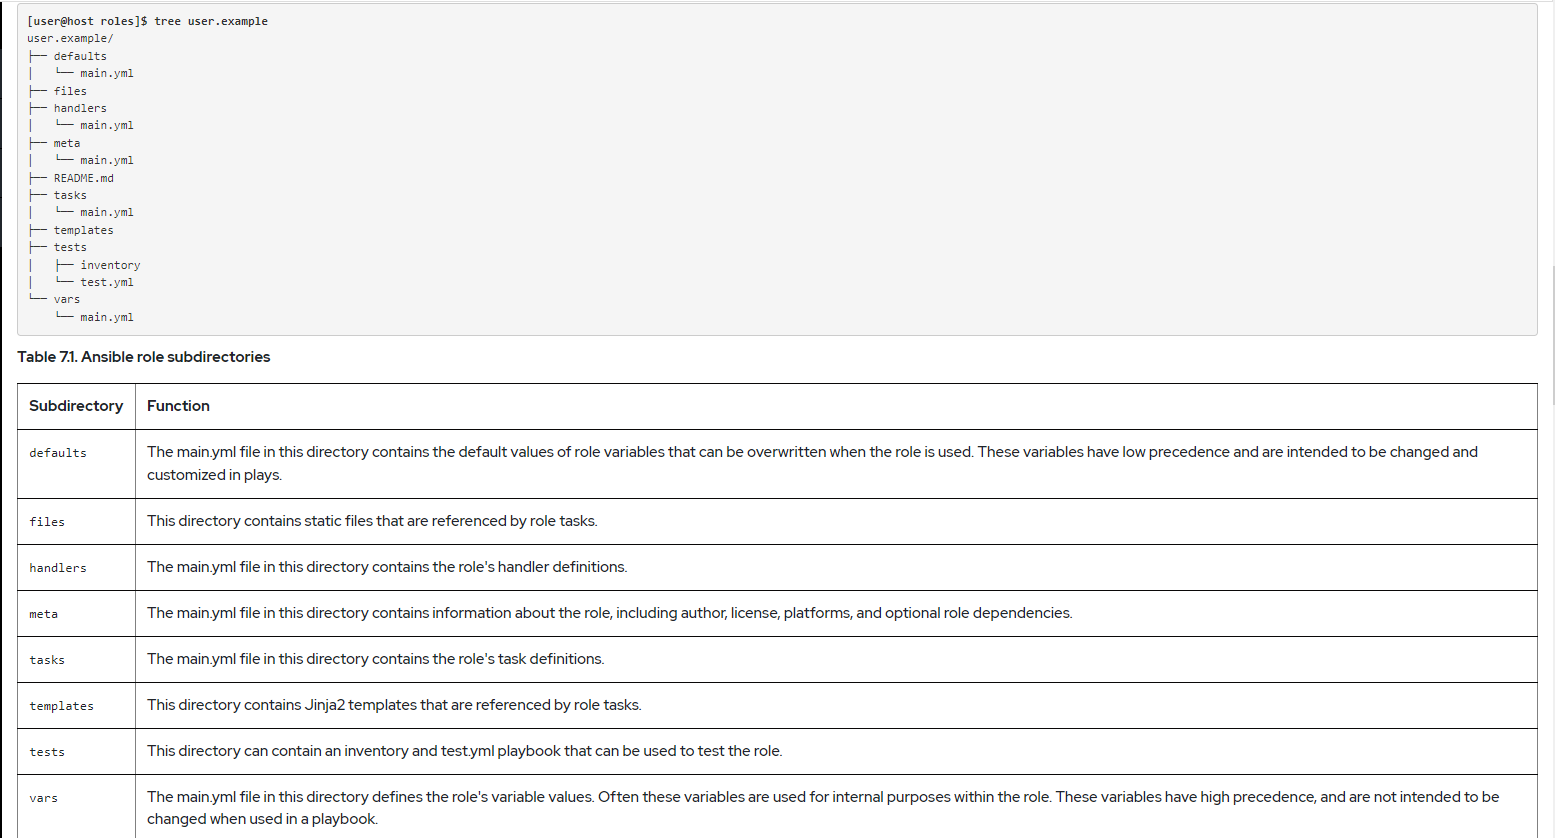 [user@host roles]$ tree user.example
user.example/
├── defaults
│   └── main.yml
├── files
├── handlers
│   └── main.yml
├── meta
│   └── main.yml
├── README.md
├── tasks
│   └── main.yml
├── templates
├── tests
│   ├── inventory
│   └── test.yml
└── vars
    └── main.yml
Table 7.1. Ansible role subdirectories
Subdirectory Function
defaults The main.yml file in this directory contains the default values of role variables that can be overwritten when the role is used. These variables have low precedence and are intended to be changed and
customized in plays.
files This directory contains static files that are referenced by role tasks.
handlers The main.yml file in this directory contains the role's handler definitions.
meta The main.yml file in this directory contains information about the role, including author, license, platforms, and optional role dependencies.
tasks The main.yml file in this directory contains the role's task definitions.
templates This directory contains Jinja2 templates that are referenced by role tasks.
tests This directory can contain an inventory and test.yml playbook that can be used to test the role.
vars The main.yml file in this directory defines the role's variable values. Often these variables are used for internal purposes within the role. These variables have high precedence, and are not intended to be
changed when used in a playbook.